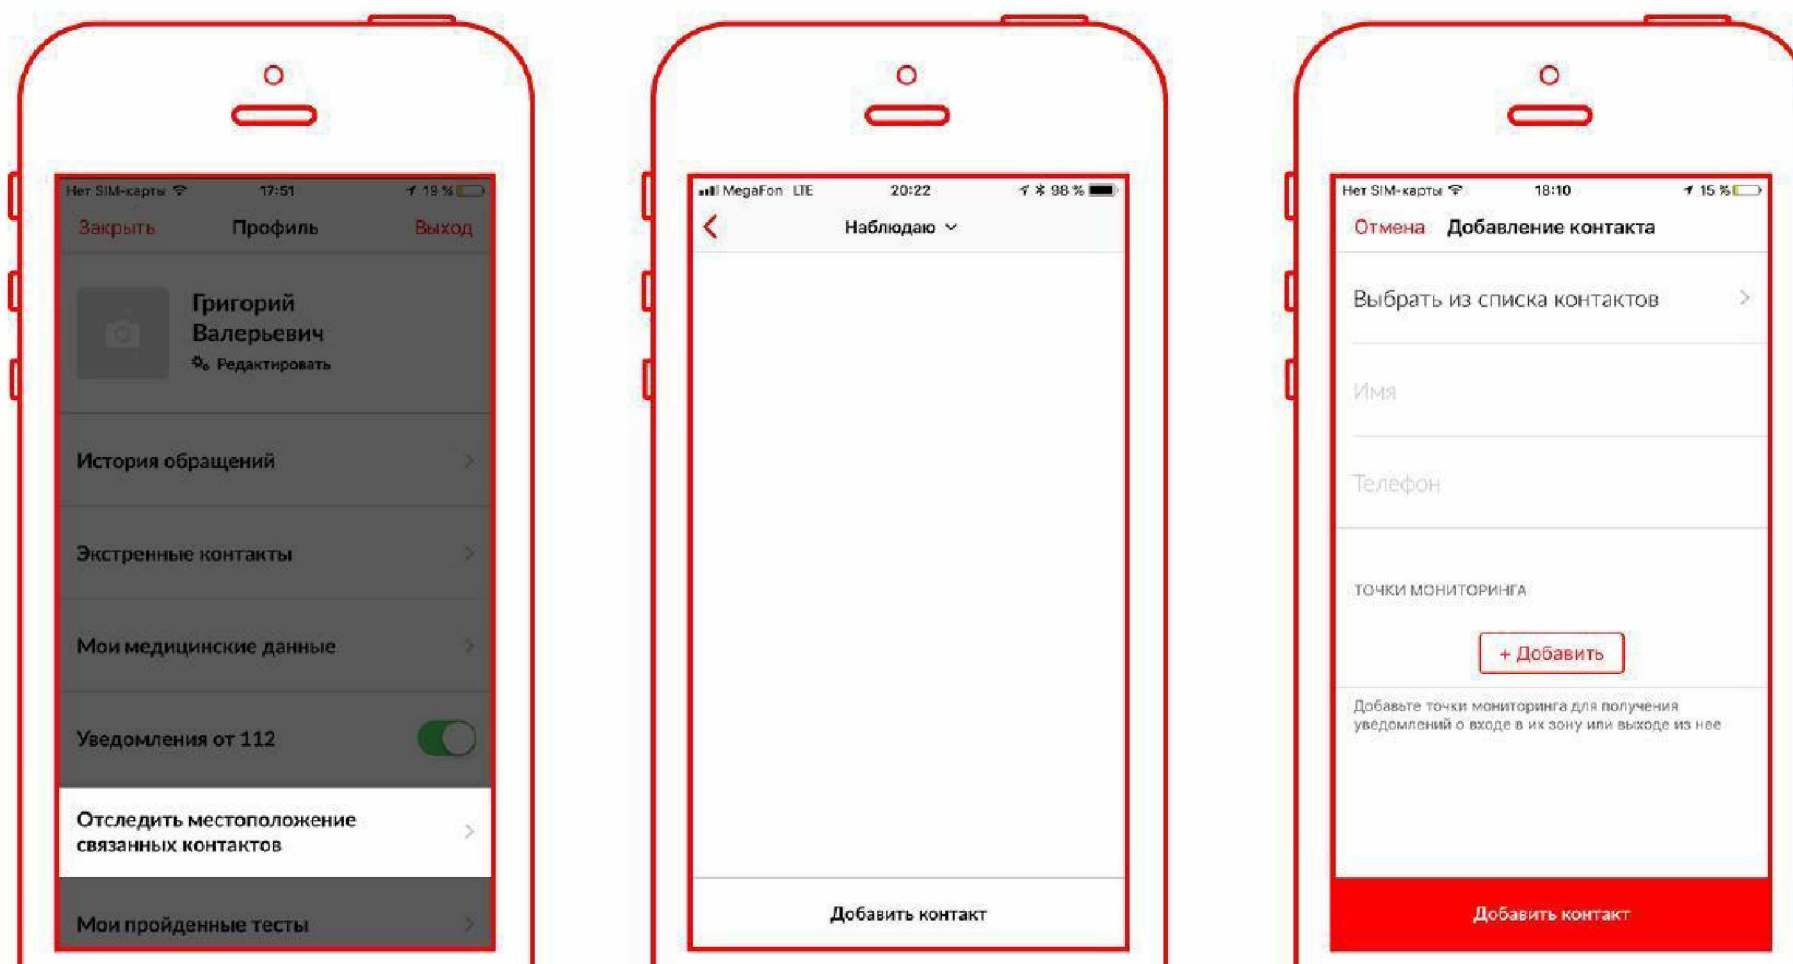 Нет SIM-карты 17:51 19 %
Закрыть Профиль Выход
Григорий
Валерьевич
Редактировать
История обращений
Экстренные контакты
Мои медицинские данные
Уведомления от 112
Отследить местоположение
связанных контактов
Мои пройденные тесты
MegaFon LTE 20:22 98 %
Наблюдаю
Добавить контакт
Нет SIM-карты 18:10 15 %
Отмена Добавление контакта
Выбрать из списка контактов
Имя
Телефон
ТОЧКИ МОНИТОРИНГА
+ Добавить
Добавьте точки мониторинга для получения
уведомлений о входе в их зону или выходе из нее
Добавить контакт